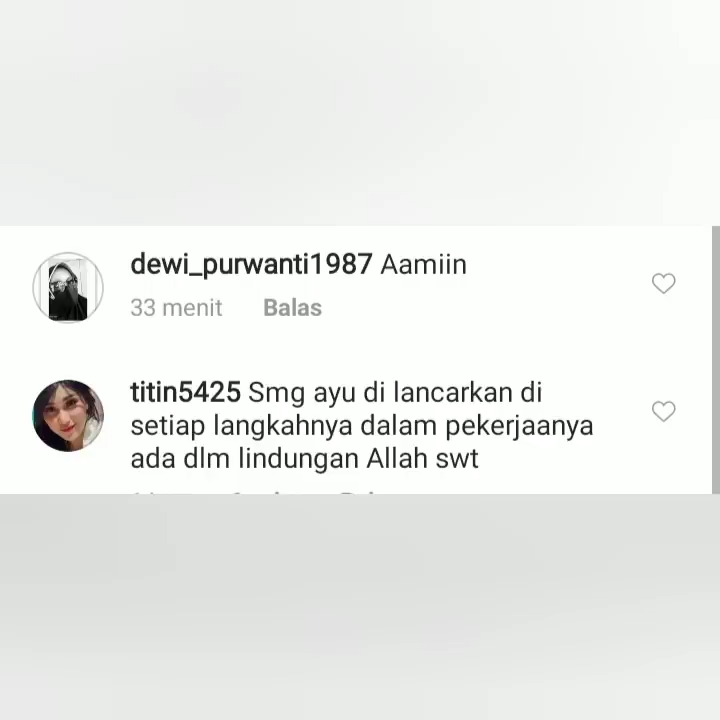 dewi_purwanti1987 Aamiin
33 menit Balas
titin5425 Smg ayu di lancarkan di
setiap langkahnya dalam pekerjaanya
ada dlm lindungan Allah swt